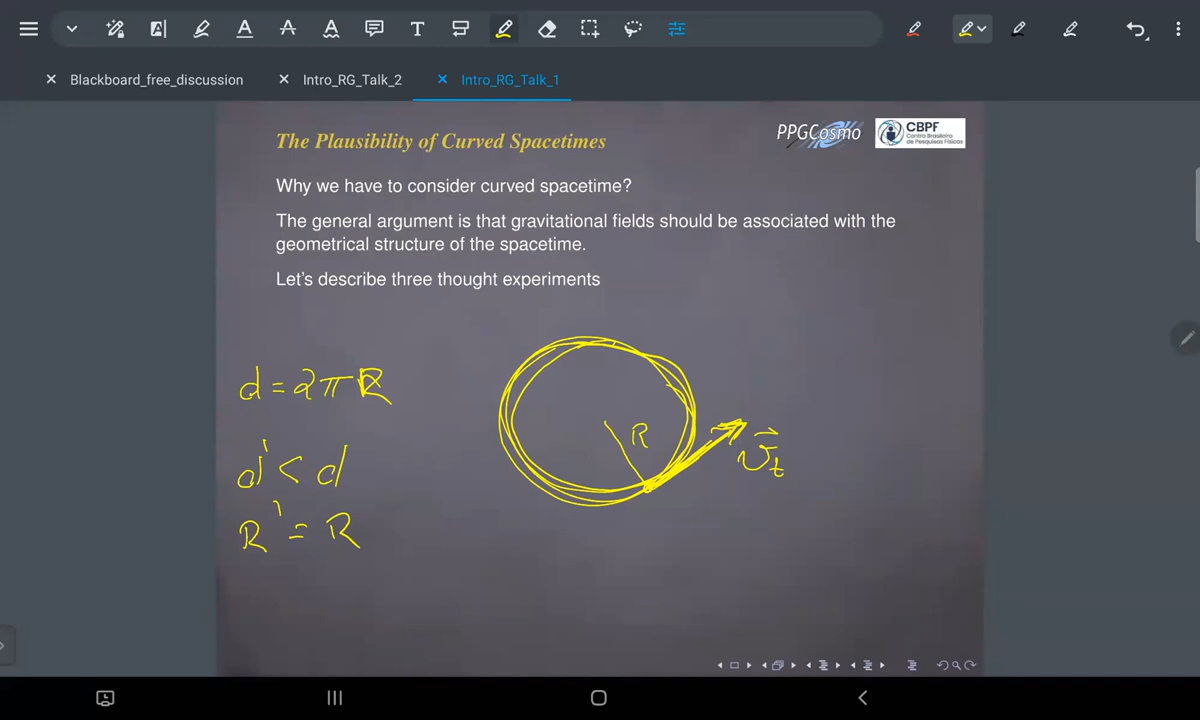 Blackboard_free_discussion
Intro_RG_Talk_2
Intro_RG_Talk_1
The Plausibility of Curved Spacetimes
PPGCosmo
CBPF
Centro Brasileiro
de Pesquisas Físicas
Why we have to consider curved spacetime?
The general argument is that gravitational fields should be associated with the
geometrical structure of the spacetime.
Let's describe three thought experiments
d = 2πR
R
v⃗t
d' < d
R' = R